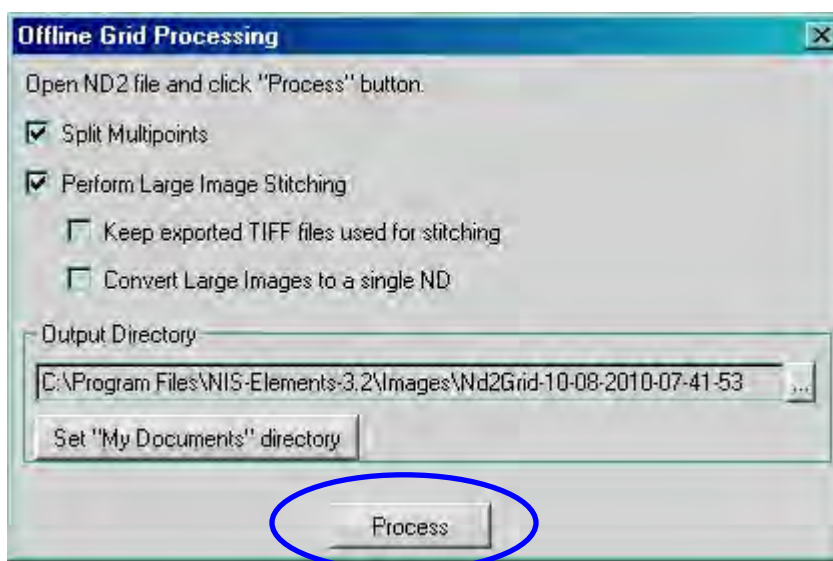 Offline Grid Processing
Open ND2 file and click "Process" button.
Split Multipoints
Perform Large Image Stitching
Keep exported TIFF files used for stitching
Convert Large Images to a single ND
Output Directory
C:\Program Files\NIS-Elements-3.2\Images\Nd2Grid-10-08-2010-07-41-53
...
Set "My Documents" directory
Process